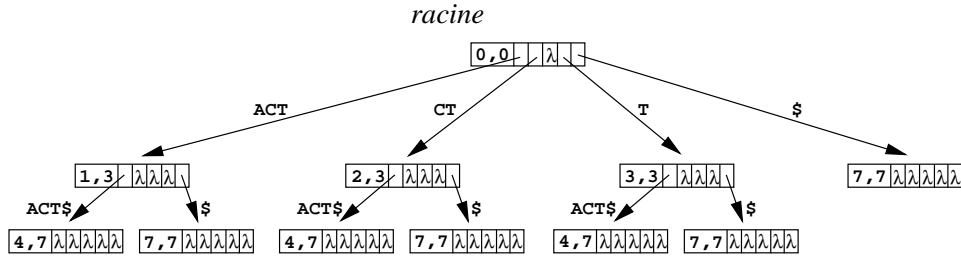 racine
0,0 λ
ACT CT T $
1,3 λλλ 2,3 λλλ 3,3 λλλ 7,7 λλλλλ
ACT$ $ ACT$ $ ACT$ $
4,7 λλλλλ 7,7 λλλλλ 4,7 λλλλλ 7,7 λλλλλ 4,7 λλλλλ 7,7 λλλλλ